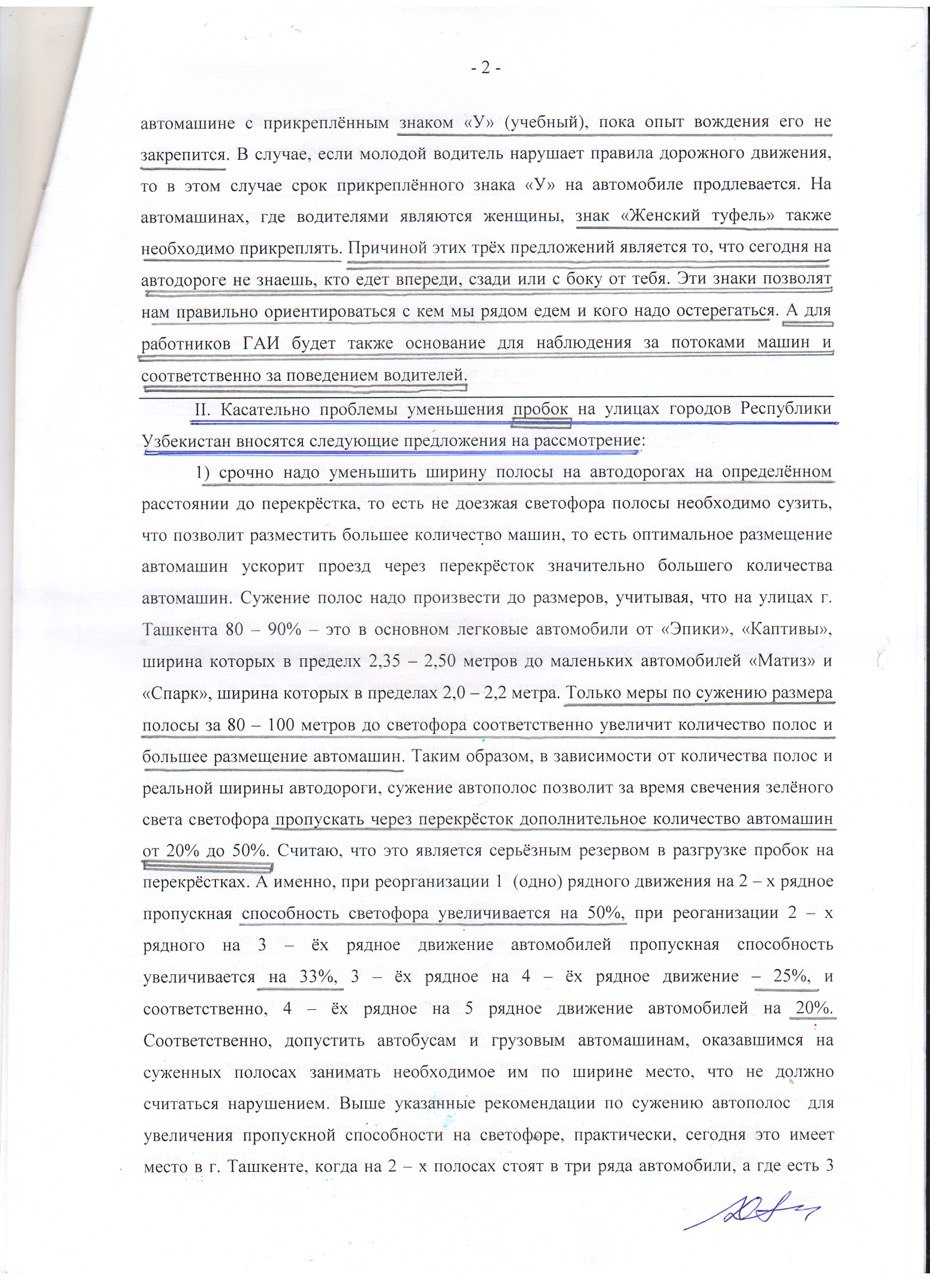 - 2 -
автомашине с прикреплённым знаком «У» (учебный), пока опыт вождения его не
закрепится. В случае, если молодой водитель нарушает правила дорожного движения,
то в этом случае срок прикреплённого знака «У» на автомобиле продлевается. На
автомашинах, где водителями являются женщины, знак «Женский туфель» также
необходимо прикреплять. Причиной этих трёх предложений является то, что сегодня на
автодороге не знаешь, кто едет впереди, сзади или с боку от тебя. Эти знаки позволят
нам правильно ориентироваться с кем мы рядом едем и кого надо остерегаться. А для
работников ГАИ будет также основание для наблюдения за потоками машин и
соответственно за поведением водителей.
II. Касательно проблемы уменьшения пробок на улицах городов Республики
Узбекистан вносятся следующие предложения на рассмотрение:
1) срочно надо уменьшить ширину полосы на автодорогах на определённом
расстоянии до перекрёстка, то есть не доезжая светофора полосы необходимо сузить,
что позволит разместить большее количество машин, то есть оптимальное размещение
автомашин ускорит проезд через перекрёсток значительно большего количества
автомашин. Сужение полос надо произвести до размеров, учитывая, что на улицах г.
Ташкента 80 – 90% – это в основном легковые автомобили от «Эпики», «Каптивы»,
ширина которых в пределх 2,35 – 2,50 метров до маленьких автомобилей «Матиз» и
«Спарк», ширина которых в пределах 2,0 – 2,2 метра. Только меры по сужению размера
полосы за 80 – 100 метров до светофора соответственно увеличит количество полос и
большее размещение автомашин. Таким образом, в зависимости от количества полос и
реальной ширины автодороги, сужение автополос позволит за время свечения зелёного
света светофора пропускать через перекрёсток дополнительное количество автомашин
от 20% до 50%. Считаю, что это является серьёзным резервом в разгрузке пробок на
перекрёстках. А именно, при реорганизации 1 (одно) рядного движения на 2 – х рядное
пропускная способность светофора увеличивается на 50%, при реоганизации 2 – х
рядного на 3 – ёх рядное движение автомобилей пропускная способность
увеличивается на 33%, 3 – ёх рядное на 4 – ёх рядное движение – 25%, и
соответственно, 4 – ёх рядное на 5 рядное движение автомобилей на 20%.
Соответственно, допустить автобусам и грузовым автомашинам, оказавшимся на
суженных полосах занимать необходимое им по ширине место, что не должно
считаться нарушением. Выше указанные рекомендации по сужению автополос для
увеличения пропускной способности на светофоре, практически, сегодня это имеет
место в г. Ташкенте, когда на 2 – х полосах стоят в три ряда автомобили, а где есть 3